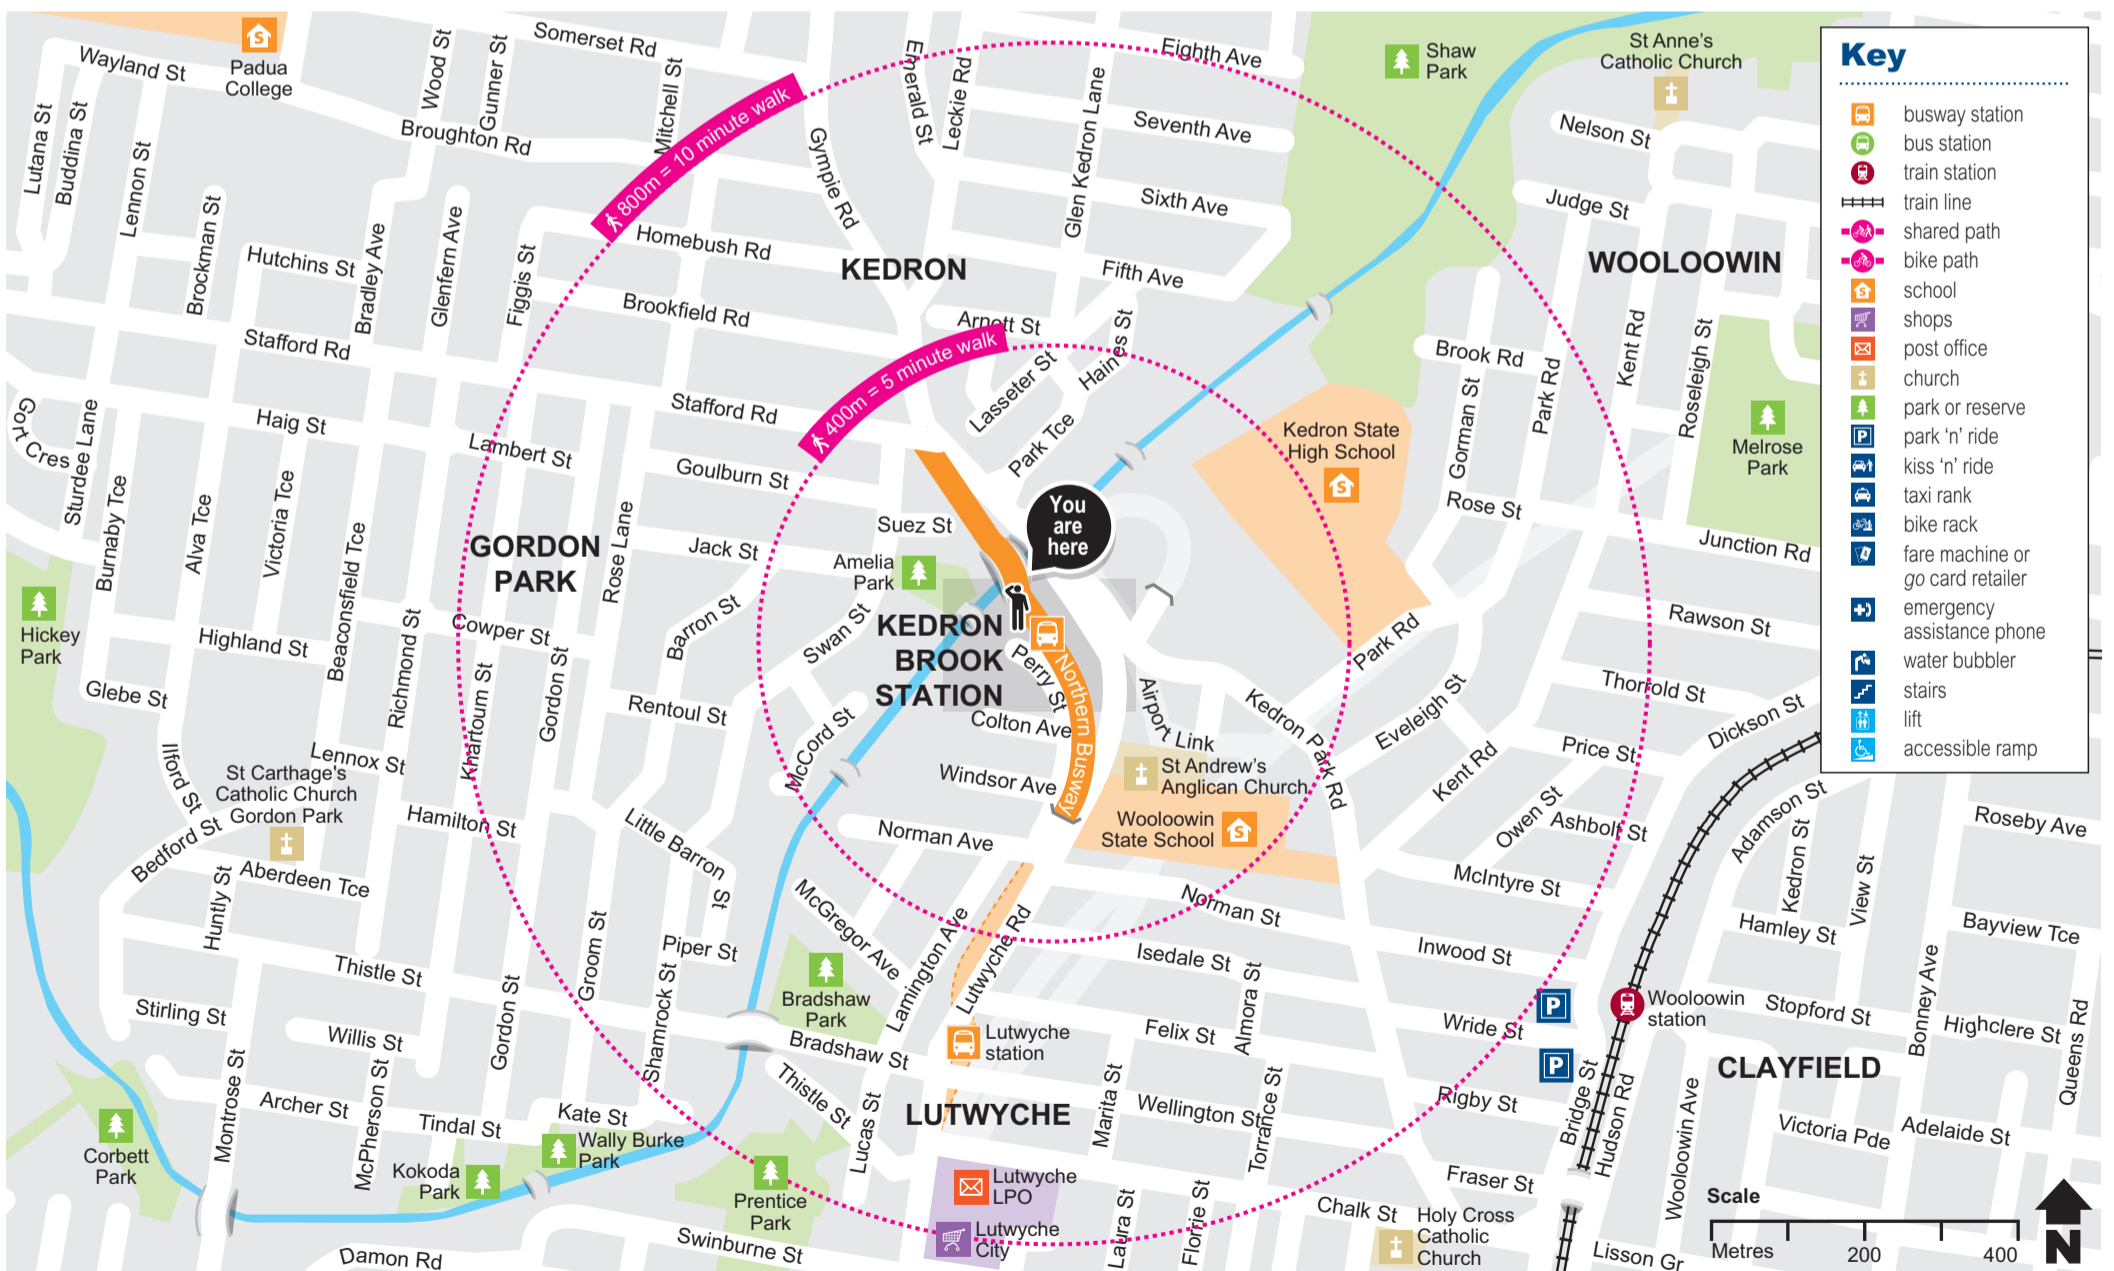 Padua
College
Wayland St
Lutana St
Buddina St
Lennon St
Brockman St
Hutchins St
Bradley Ave
Glenfern Ave
Figgis St
Wood St
Gunner St
Somerset Rd
Mitchell St
Broughton Rd
800m = 10 minute walk
Homebush Rd
Brookfield Rd
Gympie Rd
Emerald St
Leckie Rd
Glen Kedron Lane
Eighth Ave
Seventh Ave
Sixth Ave
Fifth Ave
KEDRON
Arnott St
Lasseter St
Haines St
Park Tce
400m = 5 minute walk
Shaw
Park
St Anne's
Catholic Church
Nelson St
Judge St
WOOLOOWIN
Brook Rd
Park Rd
Kent Rd
Roseleigh St
Gorman St
Melrose
Park
Kedron State
High School
Rose St
Junction Rd
Rawson St
Thorrold St
Dickson St
Price St
Park Rd
Eveleigh St
Kent Rd
Owen St
Ashbolt St
McIntyre St
Stafford Rd
Stafford Rd
Haig St
Lambert St
Goulburn St
Gort Cres
Sturdee Lane
Burnaby Tce
Alva Tce
Victoria Tce
Beaconsfield Tce
Richmond St
GORDON
PARK
Rose Lane
Jack St
Suez St
Amelia
Park
Barron St
Swan St
You
are
here
KEDRON
BROOK
STATION
Perry St
Northern Busway
Colton Ave
Windsor Ave
Airport Link
Kedron Park Rd
St Andrew's
Anglican Church
Wooloowin
State School
Hickey
Park
Highland St
Glebe St
Cowper St
Khartoum St
Gordon St
Rentoul St
McCord St
Ilford St
Lennox St
St Carthage's
Catholic Church
Gordon Park
Hamilton St
Bedford St
Aberdeen Tce
Huntly St
Little Barron
St
Norman Ave
McGregor Ave
Lamington Ave
Lutwyche Rd
Norman St
Isedale St
Inwood St
Almora St
Felix St
Wride St
Thistle St
Stirling St
Willis St
Groom St
Gordon St
Shamrock St
Piper St
Bradshaw
Park
Bradshaw St
Thistle St
Lutwyche
station
LUTWYCHE
Lucas St
Marita St
Wellington St
Torrance St
Rigby St
Bridge St
Hudson Rd
Wooloowin
station
Archer St
Montrose St
McPherson St
Tindal St
Kate St
Wally Burke
Park
Kokoda
Park
Corbett
Park
Prentice
Park
Damon Rd
Swinburne St
Lutwyche
LPO
Lutwyche
City
Laura St
Florrie St
Chalk St
Fraser St
Holy Cross
Catholic
Church
Lisson Gr
Adamson St
Kedron St
View St
Hamley St
Roseby Ave
Bayview Tce
Stopford St
Highclere St
Bonney Ave
Queens Rd
CLAYFIELD
Wooloowin Ave
Victoria Pde
Adelaide St
Key
busway station
bus station
train station
train line
shared path
bike path
school
shops
post office
church
park or reserve
park 'n' ride
kiss 'n' ride
taxi rank
bike rack
fare machine or
go card retailer
emergency
assistance phone
water bubbler
stairs
lift
accessible ramp
P
P
Scale
Metres 200 400
N